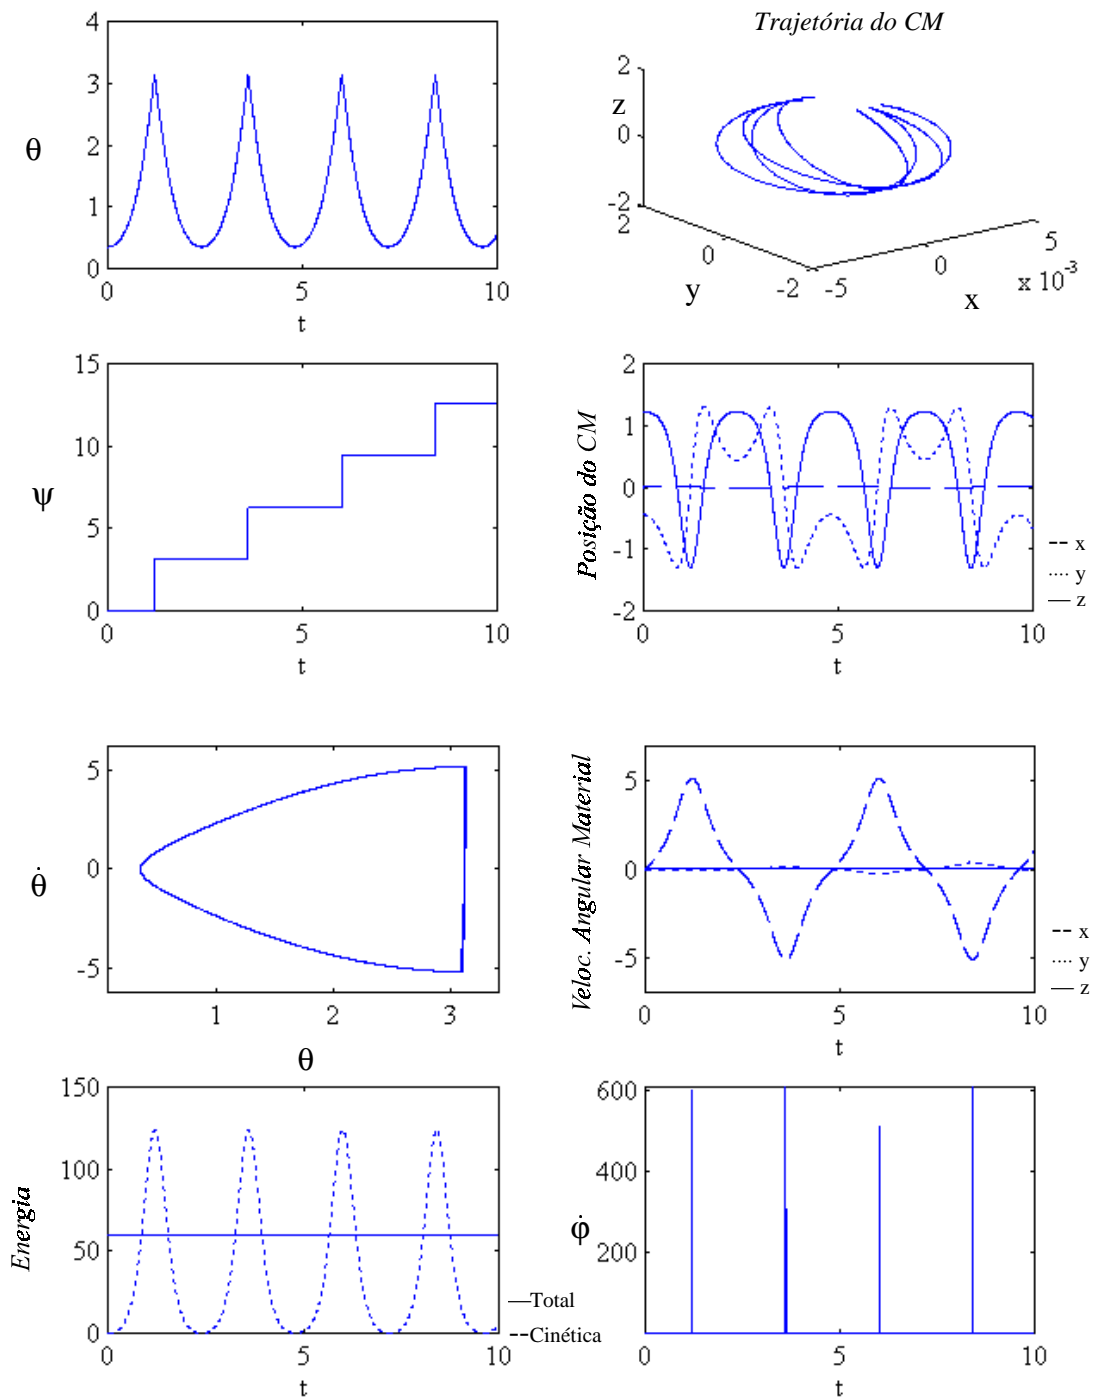 4
3
θ
2
1
0
0
5
10
t
Trajetória do CM
2
z
0
-2
2
0
y
-2
-5
0
x
5
x 10-3
15
10
ψ
5
0
0
5
10
t
2
1
Posição do CM
0
-1
-2
0
5
10
t
-- x
···· y
— z
5
θ̇
0
-5
1
2
3
θ
5
Veloc. Angular Material
0
-5
0
5
10
t
-- x
···· y
— z
150
100
Energia
50
0
0
5
10
t
—Total
--Cinética
600
400
φ̇
200
0
5
10
t